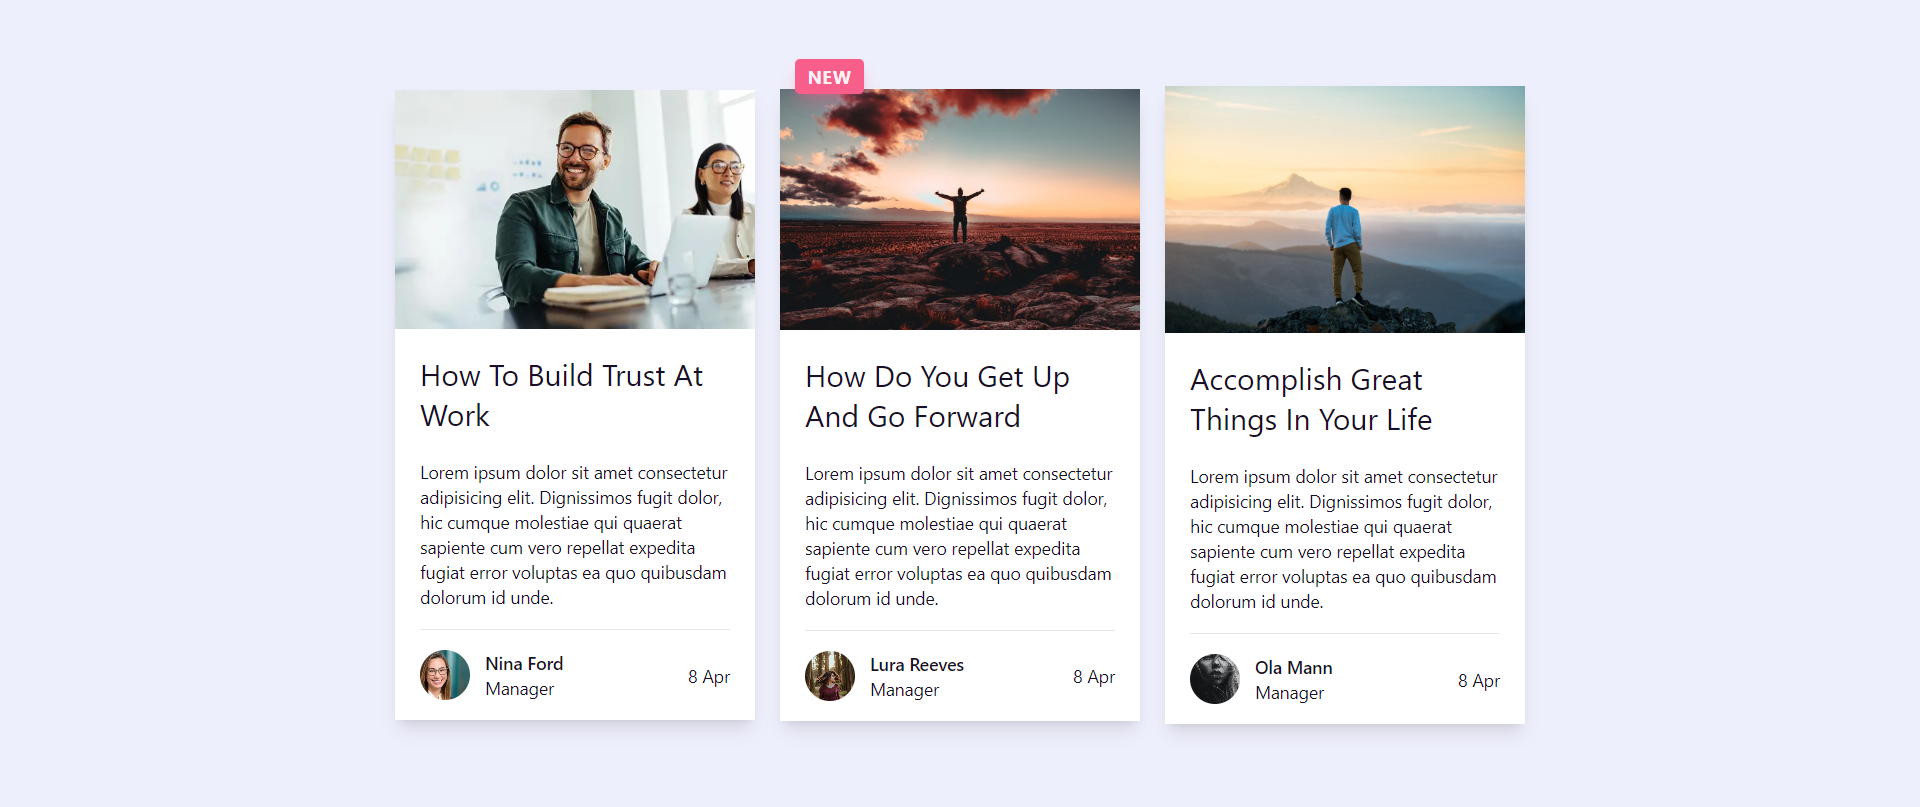 How To Build Trust At
Work
Lorem ipsum dolor sit amet consectetur
adipisicing elit. Dignissimos fugit dolor,
hic cumque molestiae qui quaerat
sapiente cum vero repellat expedita
fugiat error voluptas ea quo quibusdam
dolorum id unde.
Nina Ford
Manager
8 Apr
NEW
How Do You Get Up
And Go Forward
Lorem ipsum dolor sit amet consectetur
adipisicing elit. Dignissimos fugit dolor,
hic cumque molestiae qui quaerat
sapiente cum vero repellat expedita
fugiat error voluptas ea quo quibusdam
dolorum id unde.
Lura Reeves
Manager
8 Apr
Accomplish Great
Things In Your Life
Lorem ipsum dolor sit amet consectetur
adipisicing elit. Dignissimos fugit dolor,
hic cumque molestiae qui quaerat
sapiente cum vero repellat expedita
fugiat error voluptas ea quo quibusdam
dolorum id unde.
Ola Mann
Manager
8 Apr